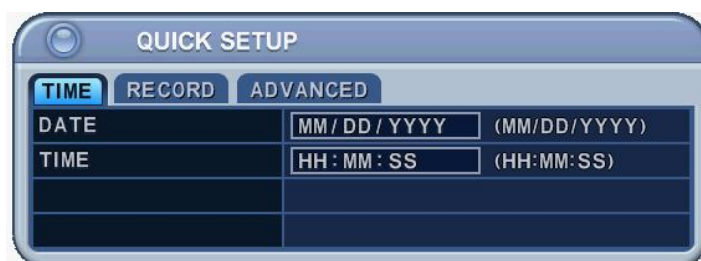 QUICK SETUP
TIME RECORD ADVANCED
DATE MM/DD/YYYY (MM/DD/YYYY)
TIME HH:MM:SS (HH:MM:SS)